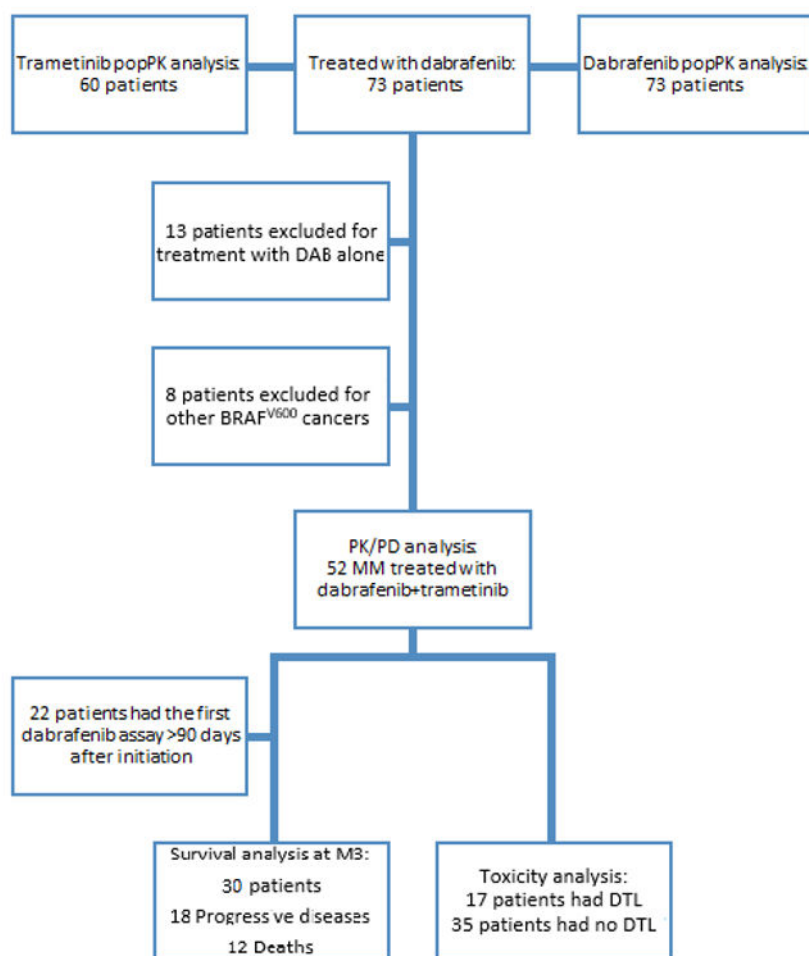 Trametinib popPK analysis:
60 patients
Treated with dabrafenib:
73 patients
Dabrafenib popPK analysis:
73 patients
13 patients excluded for
treatment with DAB alone
8 patients excluded for
other BRAFV600 cancers
PK/PD analysis:
52 MM treated with
dabrafenib+trametinib
22 patients had the first
dabrafenib assay >90 days
after initiation
Survival analysis at M3:
30 patients
18 Progressive diseases
12 Deaths
Toxicity analysis:
17 patients had DTL
35 patients had no DTL